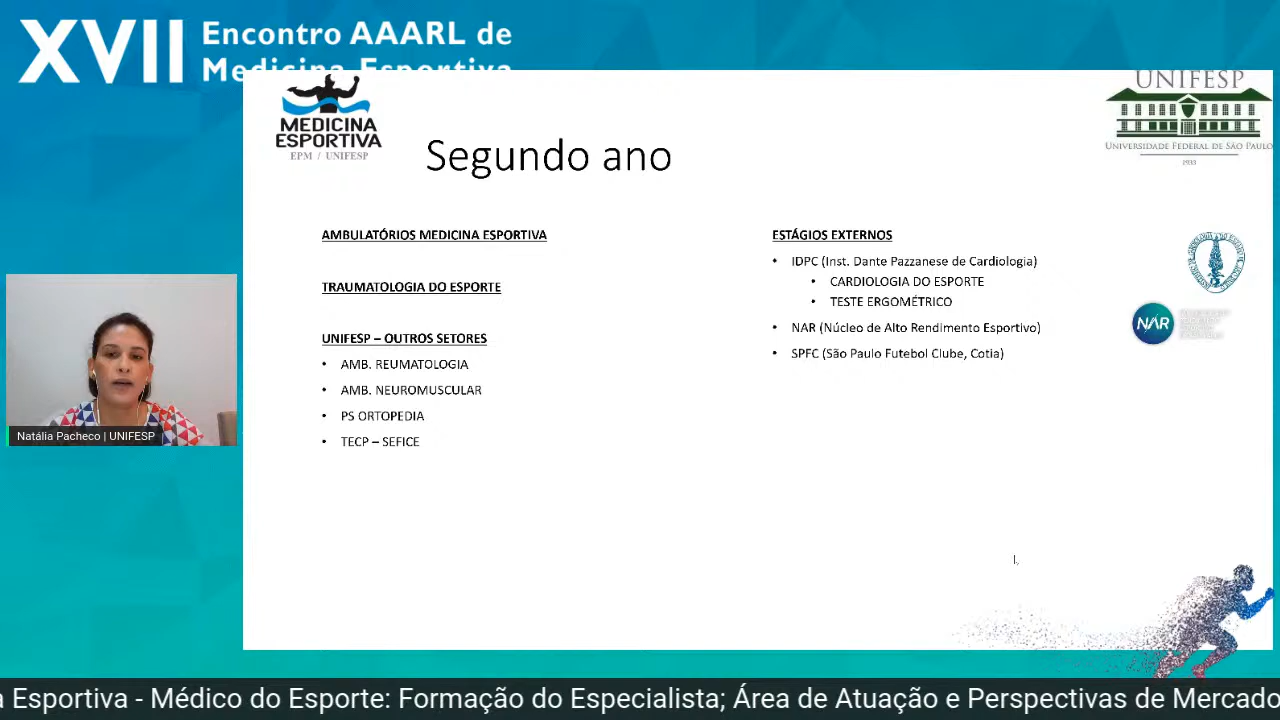 XVII
Encontro AAARL de
Medicina Esportiva
MEDICINA
ESPORTIVA
EPM / UNIFESP
Segundo ano
UNIFESP
UNIVERSIDADE FEDERAL DE SÃO PAULO
1933
AMBULATÓRIOS MEDICINA ESPORTIVA
TRAUMATOLOGIA DO ESPORTE
UNIFESP – OUTROS SETORES
• AMB. REUMATOLOGIA
• AMB. NEUROMUSCULAR
• PS ORTOPEDIA
• TECP – SEFICE
ESTÁGIOS EXTERNOS
• IDPC (Inst. Dante Pazzanese de Cardiologia)
• CARDIOLOGIA DO ESPORTE
• TESTE ERGOMÉTRICO
• NAR (Núcleo de Alto Rendimento Esportivo)
• SPFC (São Paulo Futebol Clube, Cotia)
NAR
Natália Pacheco | UNIFESP
a Esportiva - Médico do Esporte: Formação do Especialista; Área de Atuação e Perspectivas de Mercado